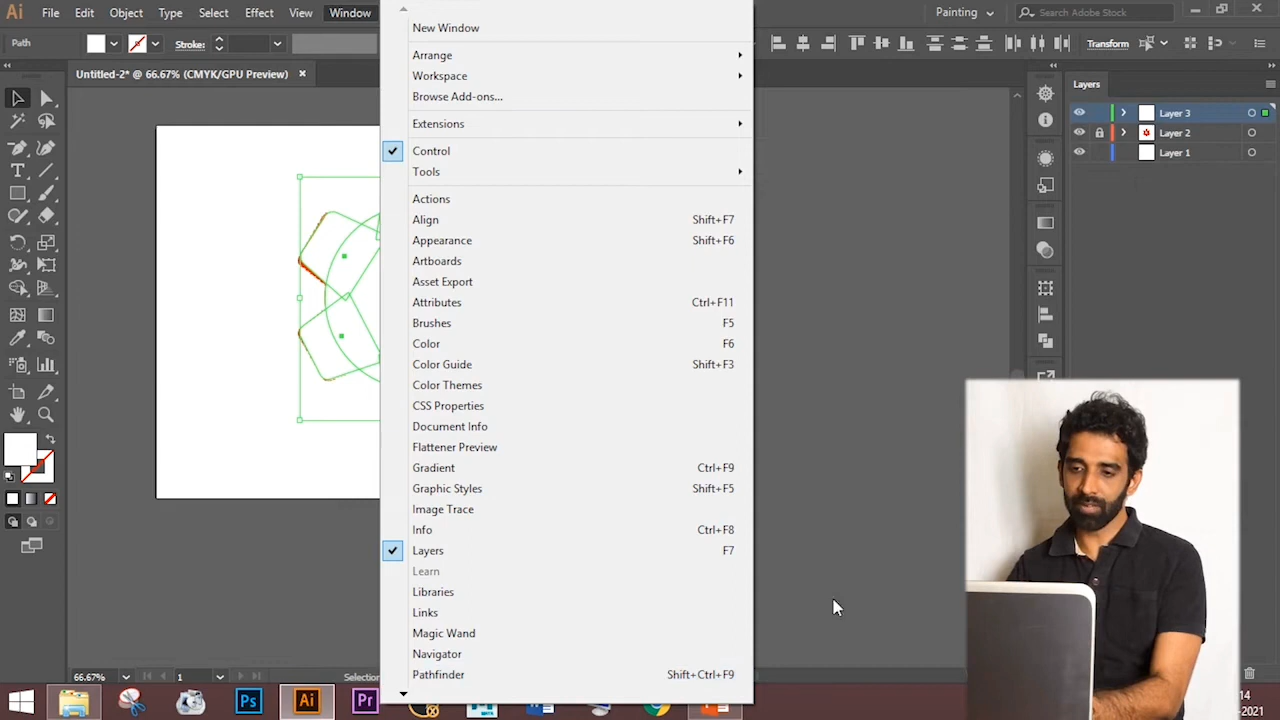 Ai File Edit Object Type Select Effect Window Painting Search Adobe Stock
Path Stroke: Transform
Untitled-2* @ 66.67% (CMYK/GPU Preview)
New Window
Arrange
Workspace
Browse Add-ons...
Extensions
Control
Tools
Actions
Align Shift+F7
Appearance Shift+F6
Artboards
Asset Export
Attributes Ctrl+F11
Brushes F5
Color F6
Color Guide Shift+F3
Color Themes
CSS Properties
Document Info
Flattener Preview
Gradient Ctrl+F9
Graphic Styles Shift+F5
Image Trace
Info Ctrl+F8
Layers F7
Learn
Libraries
Links
Magic Wand
Navigator
Pathfinder Shift+Ctrl+F9
Layers
Layer 3
Layer 2
Layer 1
66.67% 1 Selection
Ps Ai Pr
2021